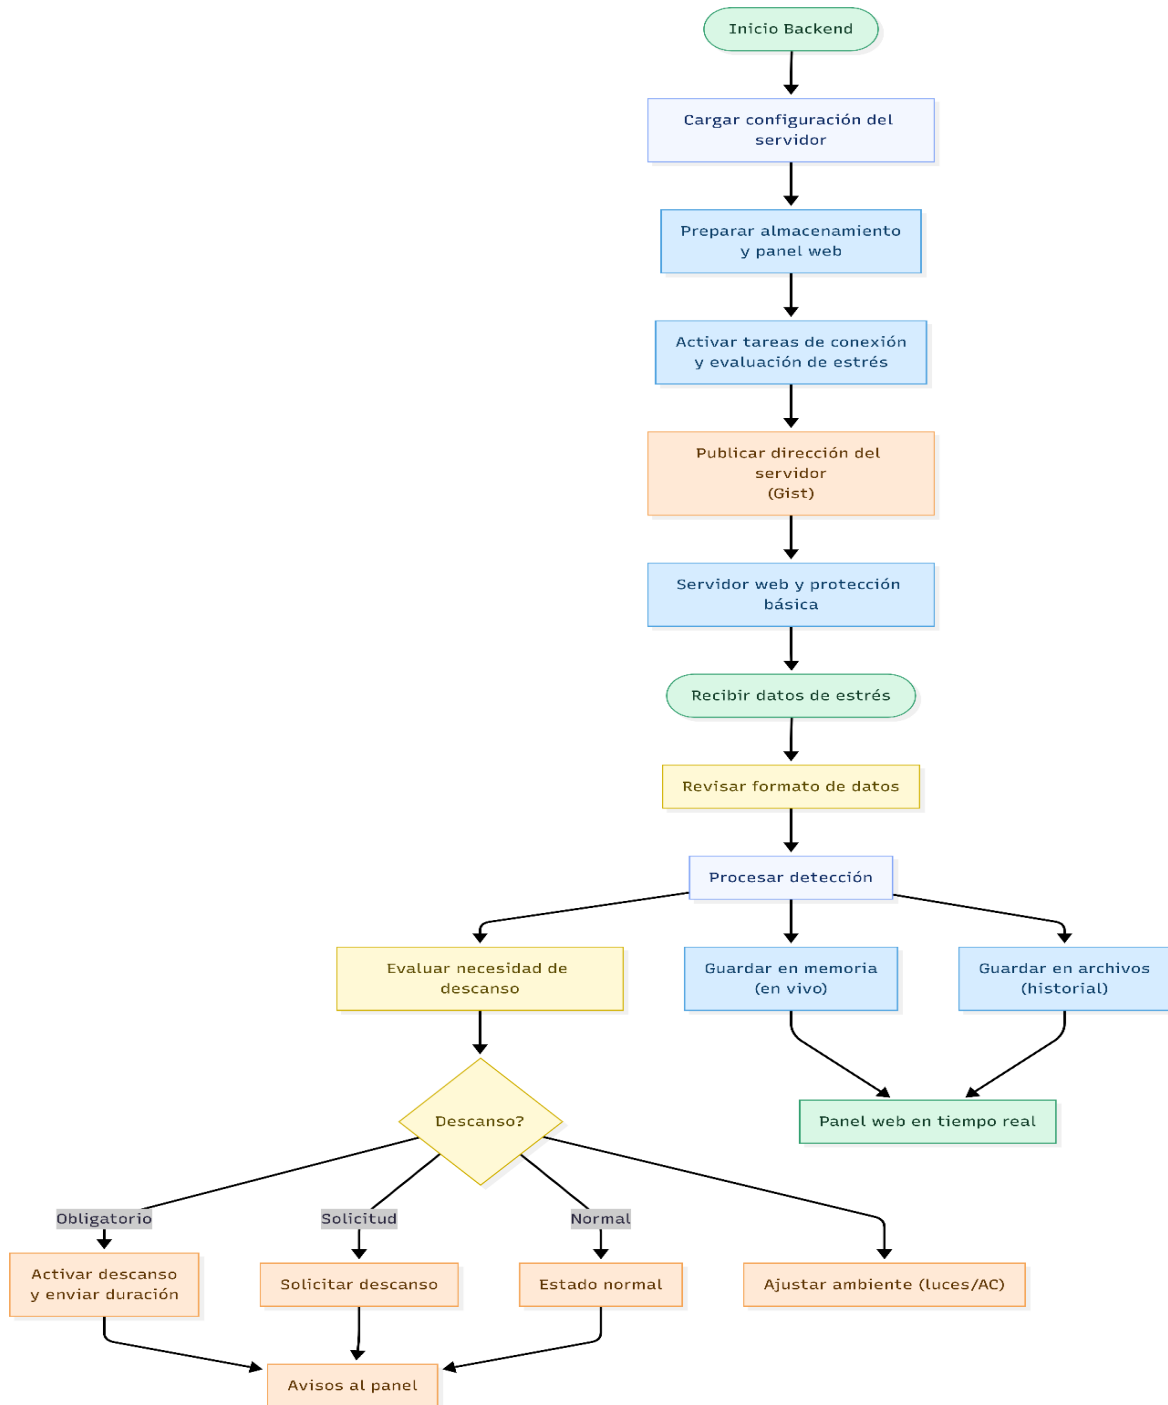 Inicio Backend
Cargar configuración del
servidor
Preparar almacenamiento
y panel web
Activar tareas de conexión
y evaluación de estrés
Publicar dirección del
servidor
(Gist)
Servidor web y protección
básica
Recibir datos de estrés
Revisar formato de datos
Procesar detección
Evaluar necesidad de
descanso
Guardar en memoria
(en vivo)
Guardar en archivos
(historial)
Descanso?
Panel web en tiempo real
Obligatorio
Solicitud
Normal
Activar descanso
y enviar duración
Solicitar descanso
Estado normal
Ajustar ambiente (luces/AC)
Avisos al panel